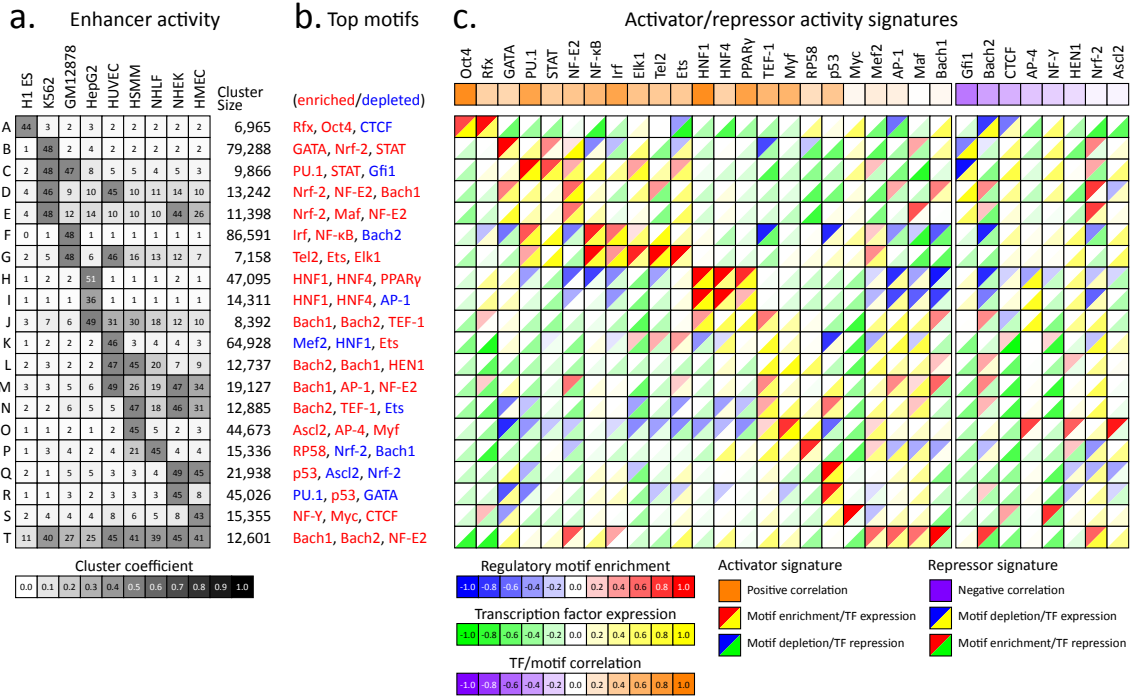 a. Enhancer activity
b. Top motifs
c. Activator/repressor activity signatures
H1 ES K562 GM12878 HepG2 HUVEC HSMM NHLF NHEK HMEC
Cluster Size
(enriched/depleted)
Oct4 Rfx GATA PU.1 STAT NF-E2 NF-κB Irf Elk1 Tel2 Ets HNF1 HNF4 PPARγ TEF-1 Myf RP58 p53 Myc Mef2 AP-1 Maf Bach1 Gfi1 Bach2 CTCF AP-4 NF-Y HEN1 Nrf-2 Ascl2
A 44 3 2 3 2 2 2 2 2 6,965 Rfx, Oct4, CTCF
B 1 48 2 2 2 1 1 2 1 79,288 GATA, Nrf-2, STAT
C 2 48 47 2 2 2 2 2 2 9,866 PU.1, STAT, Gfi1
D 4 46 9 10 45 10 11 14 10 13,242 Nrf-2, NF-E2, Bach1
E 4 48 12 14 10 10 10 44 26 11,398 Nrf-2, Maf, NF-E2
F 0 1 48 1 1 1 1 1 1 86,591 Irf, NF-κB, Bach2
G 2 5 48 6 46 16 13 12 7 7,158 Tel2, Ets, Elk1
H 1 1 1 51 1 1 1 2 1 47,095 HNF1, HNF4, PPARγ
I 1 1 1 36 1 1 1 1 1 14,311 HNF1, HNF4, AP-1
J 3 7 6 49 31 30 18 12 10 8,392 Bach1, Bach2, TEF-1
K 1 2 2 3 46 3 4 4 2 64,928 Mef2, HNF1, Ets
L 1 2 2 3 47 45 20 7 9 12,737 Bach2, Bach1, HEN1
M 3 3 5 6 49 26 19 47 34 19,127 Bach1, AP-1, NF-E2
N 2 2 6 5 5 47 18 46 31 12,885 Bach2, TEF-1, Ets
O 1 1 2 2 2 45 5 3 2 44,673 Ascl2, AP-4, Myf
P 1 3 4 2 4 21 45 4 4 15,336 RP58, Nrf-2, Bach1
Q 2 1 5 5 3 3 4 49 45 21,938 p53, Ascl2, Nrf-2
R 1 1 3 2 3 3 3 45 8 45,026 PU.1, p53, GATA
S 2 4 4 8 6 8 5 8 43 15,355 NF-Y, Myc, CTCF
T 11 40 27 25 45 41 39 45 41 12,601 Bach1, Bach2, NF-E2
Cluster coefficient
0.0 0.1 0.2 0.3 0.4 0.5 0.6 0.7 0.8 0.9 1.0
Regulatory motif enrichment
-1.0 -0.8 -0.6 -0.4 -0.2 0.0 0.2 0.4 0.6 0.8 1.0
Transcription factor expression
-1.0 -0.8 -0.6 -0.4 -0.2 0.0 0.2 0.4 0.6 0.8 1.0
TF/motif correlation
-1.0 -0.8 -0.6 -0.4 -0.2 0.0 0.2 0.4 0.6 0.8 1.0
Activator signature
Positive correlation
Motif enrichment/TF expression
Motif depletion/TF repression
Repressor signature
Negative correlation
Motif depletion/TF expression
Motif enrichment/TF repression